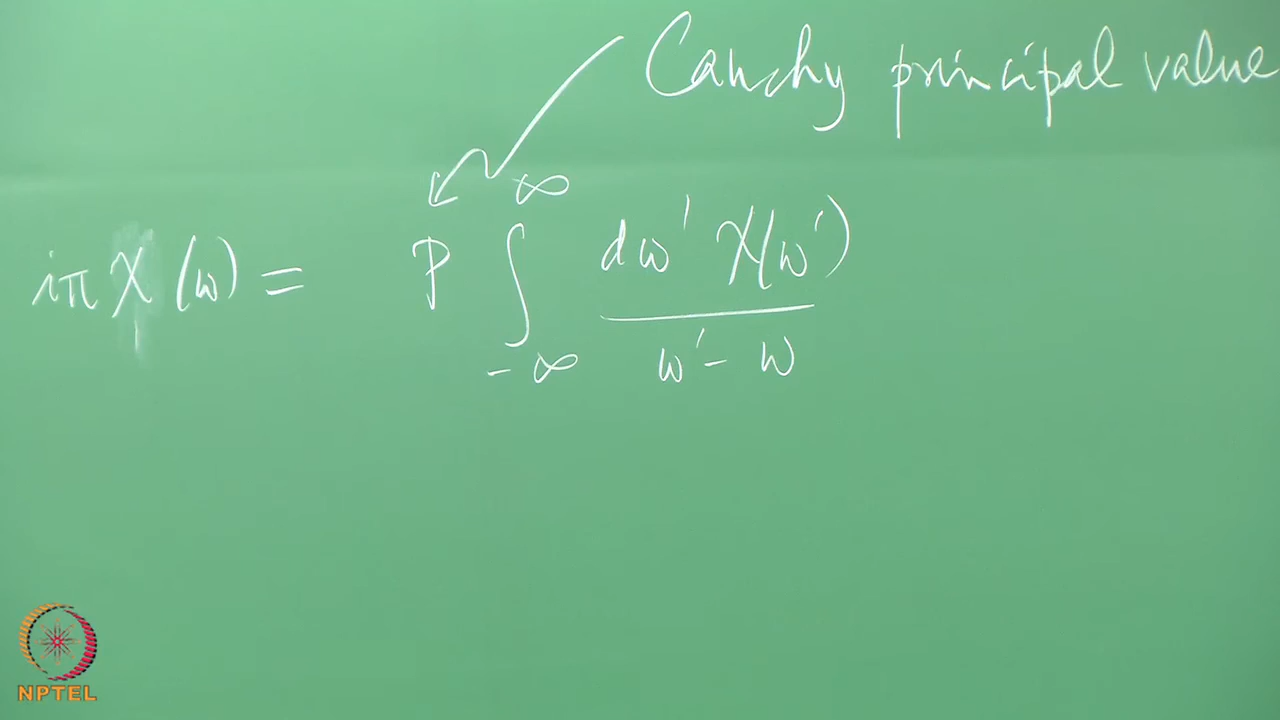 Cauchy principal value
iπ χ(ω) = P ∫_{-∞}^{∞} dω' χ(ω') / ω' - ω
NPTEL